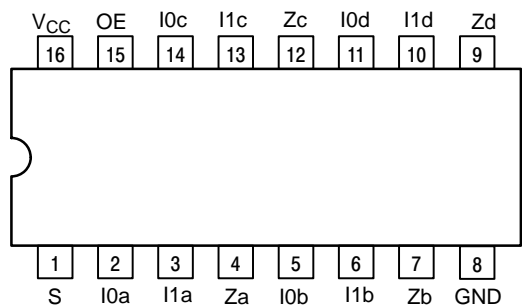 VCC OE I0c I1c Zc I0d I1d Zd
16 15 14 13 12 11 10 9
1 2 3 4 5 6 7 8
S I0a I1a Za I0b I1b Zb GND